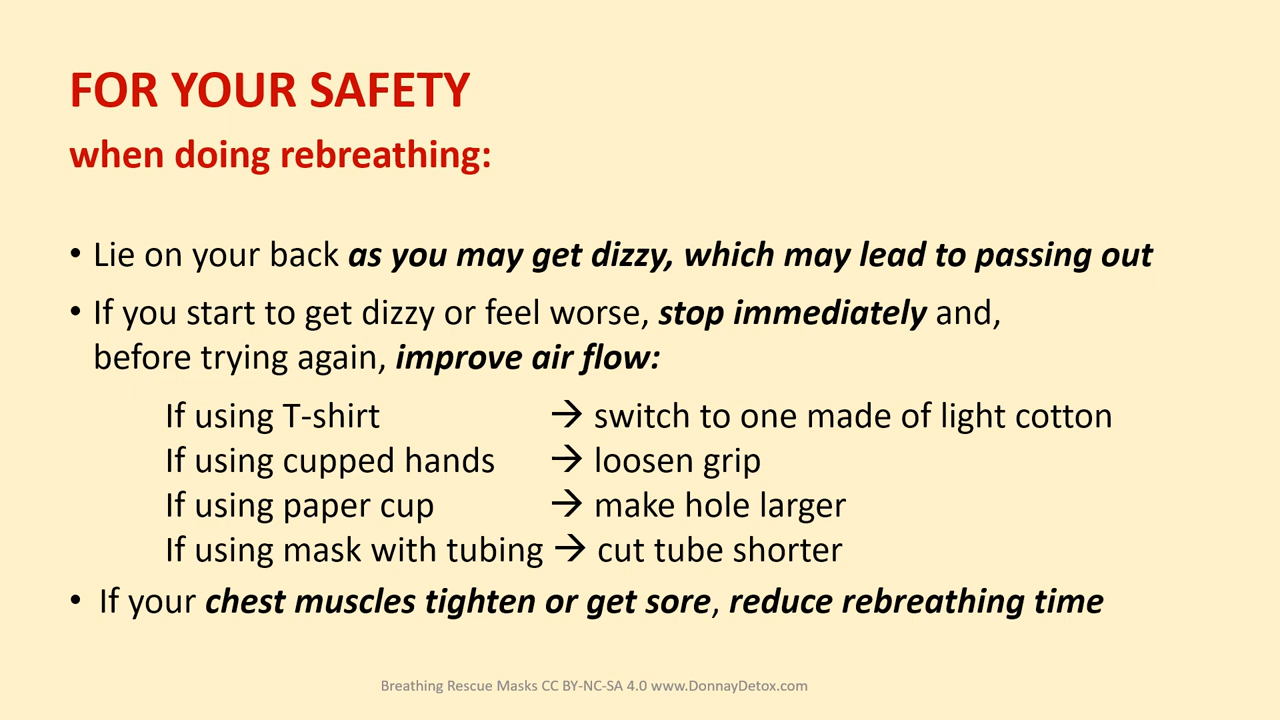 FOR YOUR SAFETY
when doing rebreathing:
• Lie on your back as you may get dizzy, which may lead to passing out
• If you start to get dizzy or feel worse, stop immediately and,
before trying again, improve air flow:
If using T-shirt → switch to one made of light cotton
If using cupped hands → loosen grip
If using paper cup → make hole larger
If using mask with tubing → cut tube shorter
• If your chest muscles tighten or get sore, reduce rebreathing time
Breathing Rescue Masks CC BY-NC-SA 4.0 www.DonnayDetox.com